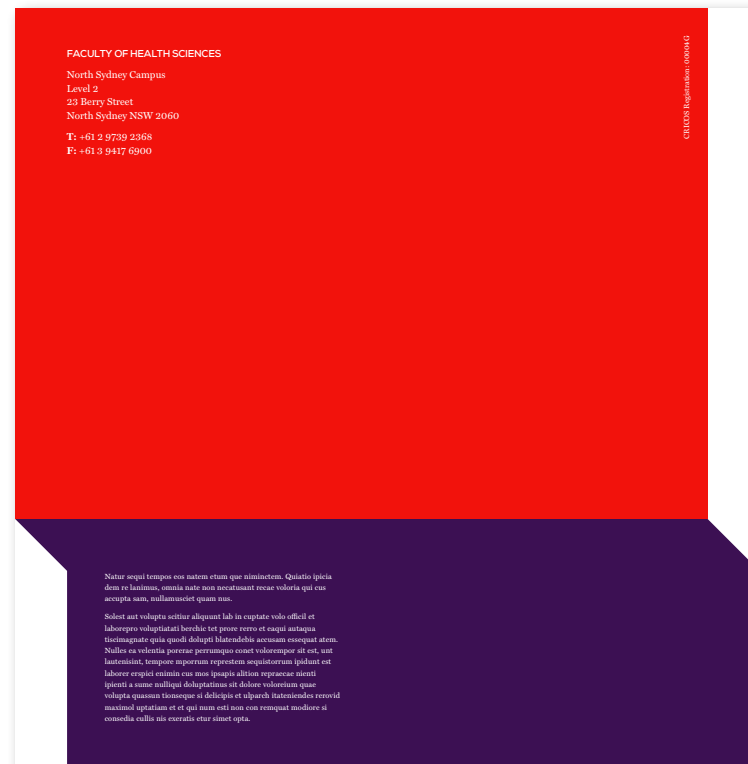 FACULTY OF HEALTH SCIENCES
North Sydney Campus
Level 2
23 Berry Street
North Sydney NSW 2060
T: +61 2 9739 2368
F: +61 3 9417 6900
CRICOS Registration: 00004G
Natur sequi tempos eos natem etum que niminctem. Quiatio ipicia
dem re lanimus, omnia nate non necatusant recae voloria qui cus
accupta sam, nullamusciet quam nus.
Solest aut voluptu scitiur aliquunt lab in cuptate volo officil et
laborepro voluptiatati berchic tet prore rerro et eaqui autaqua
tiscimagnate quia quodi dolupti blatendebis accusam essequat atem.
Nulles ea velentia porerae perrumquo conet volorempor sit est, unt
lautenisint, tempore mporrum represtem sequistorrum ipidunt est
laborer erspici enimin cus mos ipsapis alition repraecae nienti
ipienti a sume nulliqui doluptatinus sit dolore voloreium quae
volupta quassun tionseque si delicipis et ulparch itateniendes rerovid
maximol uptatiam et et qui num esti non con remquat modiore si
consedia cullis nis exeratis etur simet opta.